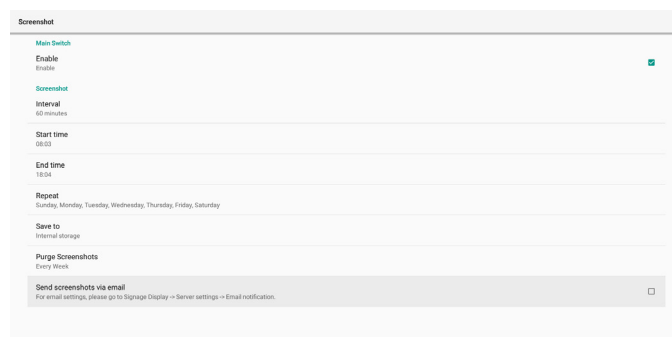 Screenshot
Main Switch
Enable
Enable
Screenshot
Interval
60 minutes
Start time
08:03
End time
18:04
Repeat
Sunday, Monday, Tuesday, Wednesday, Thursday, Friday, Saturday
Save to
Internal storage
Purge Screenshots
Every Week
Send screenshots via email
For email settings, please go to Signage Display -> Server settings -> Email notification.